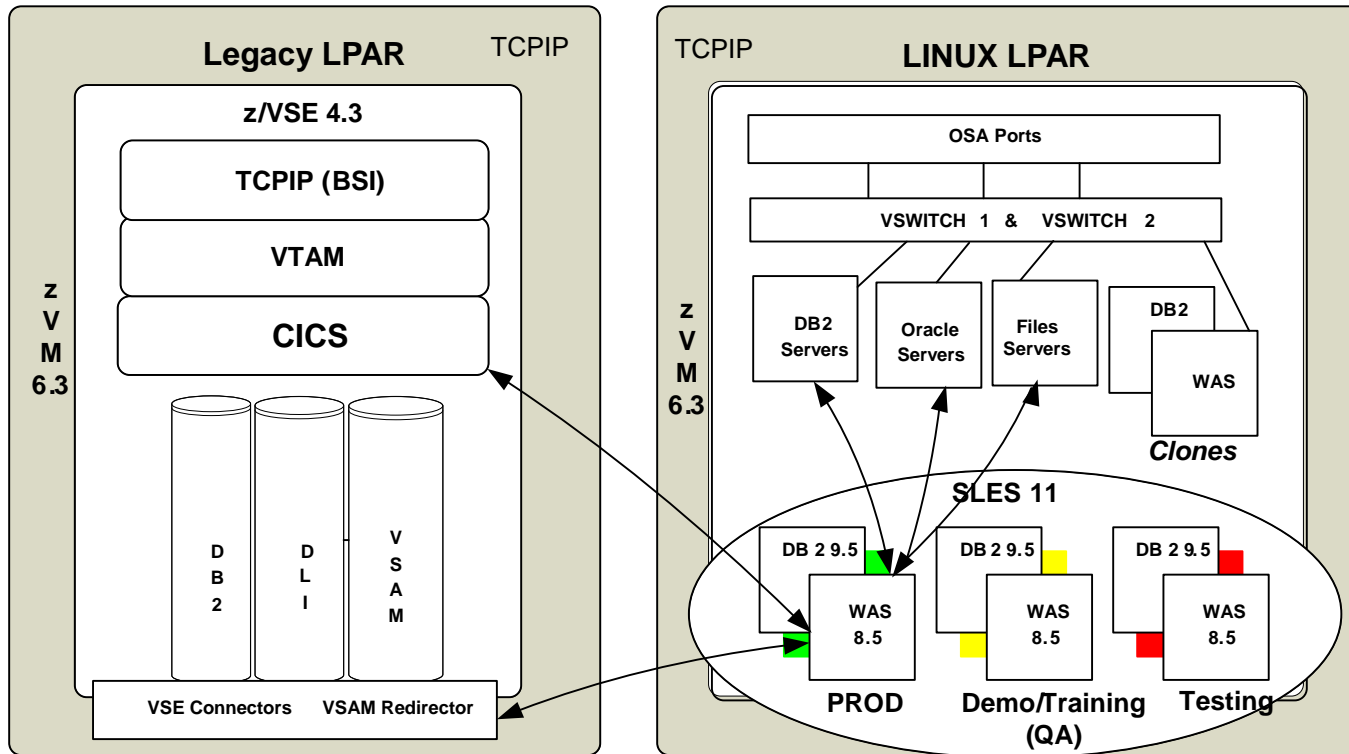 Legacy LPAR
TCPIP
z/VSE 4.3
TCPIP (BSI)
VTAM
CICS
z
V
M
6.3
D
B
2
D
L
I
V
S
A
M
VSE Connectors VSAM Redirector
TCPIP
LINUX LPAR
OSA Ports
VSWITCH 1 & VSWITCH 2
z
V
M
6.3
DB2
Servers
Oracle
Servers
Files
Servers
DB2
WAS
Clones
SLES 11
DB 2 9.5
WAS
8.5
PROD
DB 2 9.5
WAS
8.5
Demo/Training
(QA)
DB 2 9.5
WAS
8.5
Testing